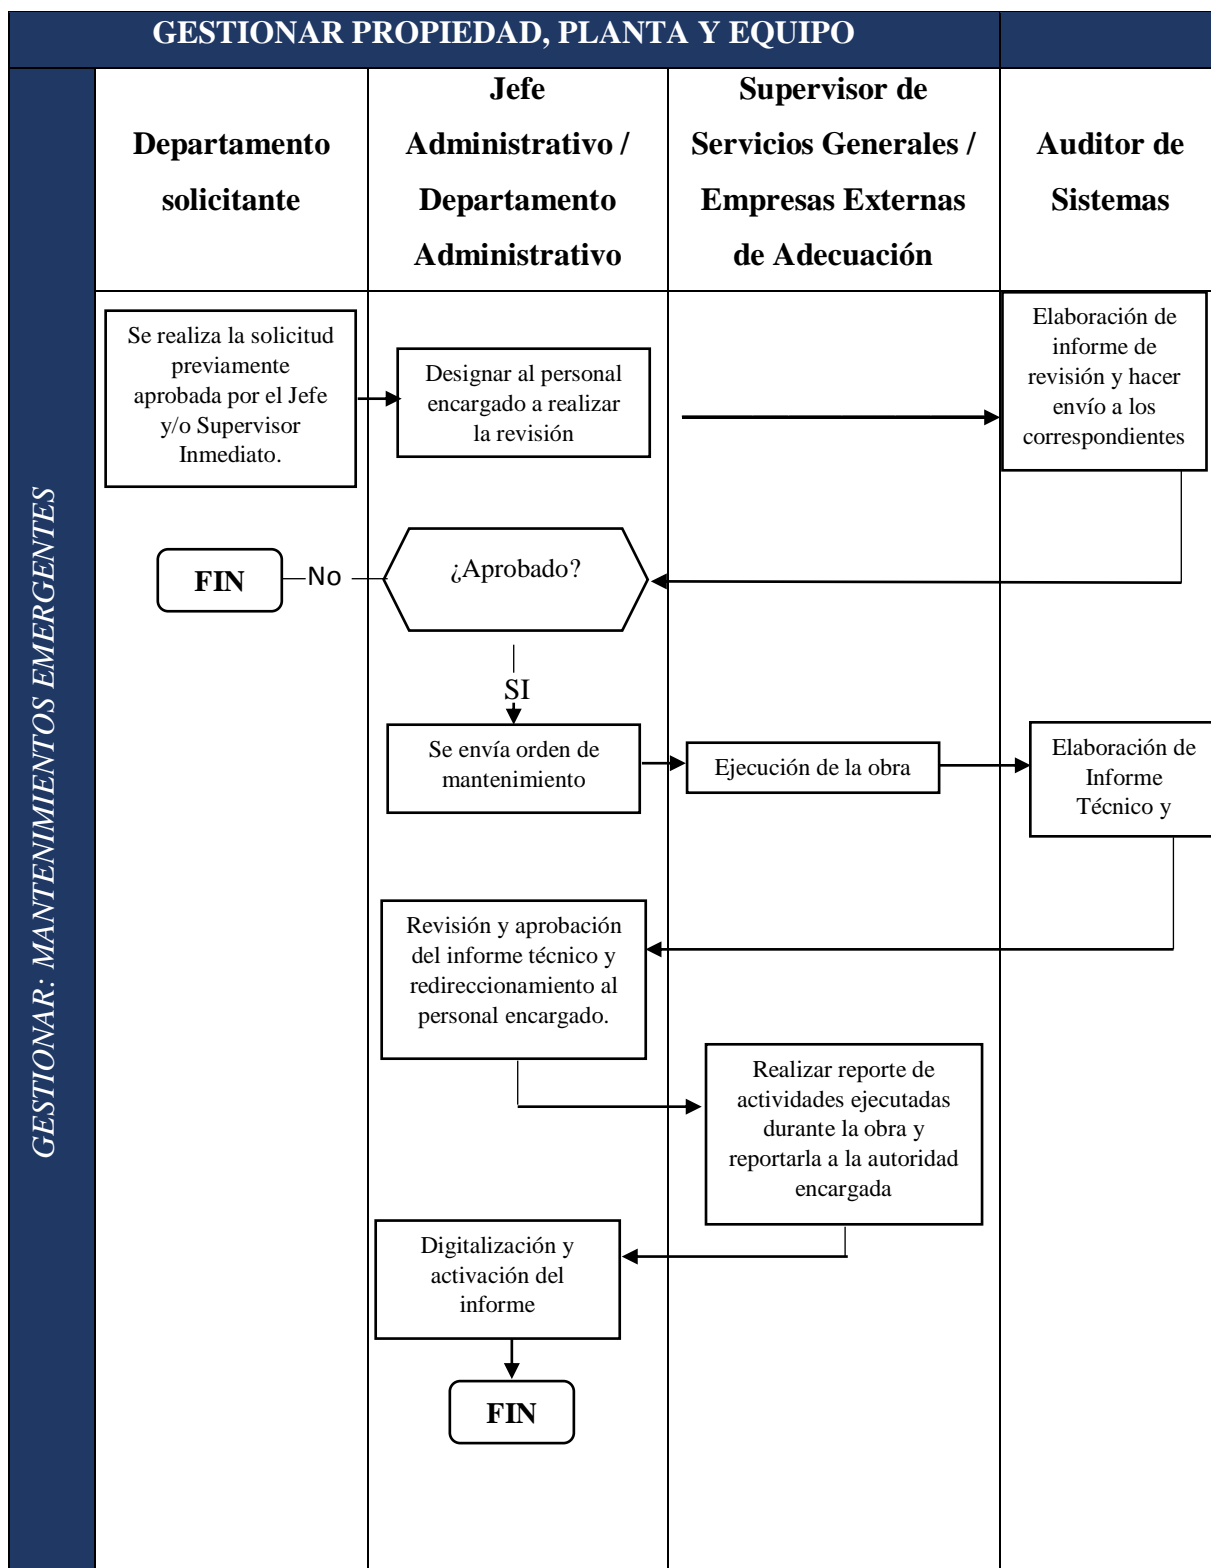 GESTIONAR PROPIEDAD, PLANTA Y EQUIPO
GESTIONAR: MANTENIMIENTOS EMERGENTES
Departamento
solicitante
Jefe
Administrativo /
Departamento
Administrativo
Supervisor de
Servicios Generales /
Empresas Externas
de Adecuación
Auditor de
Sistemas
Se realiza la solicitud
previamente
aprobada por el Jefe
y/o Supervisor
Inmediato.
Designar al personal
encargado a realizar
la revisión
Elaboración de
informe de
revisión y hacer
envío a los
correspondientes
¿Aprobado?
No
FIN
SI
Se envía orden de
mantenimiento
Ejecución de la obra
Elaboración de
Informe
Técnico y
Revisión y aprobación
del informe técnico y
redireccionamiento al
personal encargado.
Realizar reporte de
actividades ejecutadas
durante la obra y
reportarla a la autoridad
encargada
Digitalización y
activación del
informe
FIN